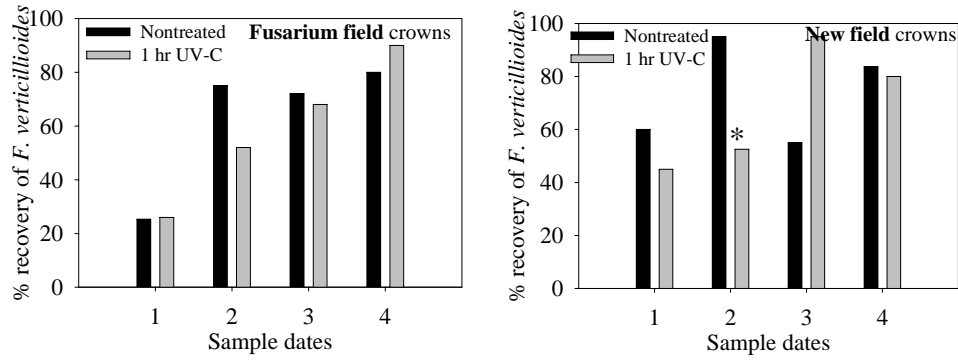 % recovery of F. verticillioides
100
80
60
40
20
0
Fusarium field crowns
Nontreated
1 hr UV-C
1 2 3 4
Sample dates
% recovery of F. verticillioides
100
80
60
40
20
0
New field crowns
Nontreated
1 hr UV-C
*
1 2 3 4
Sample dates